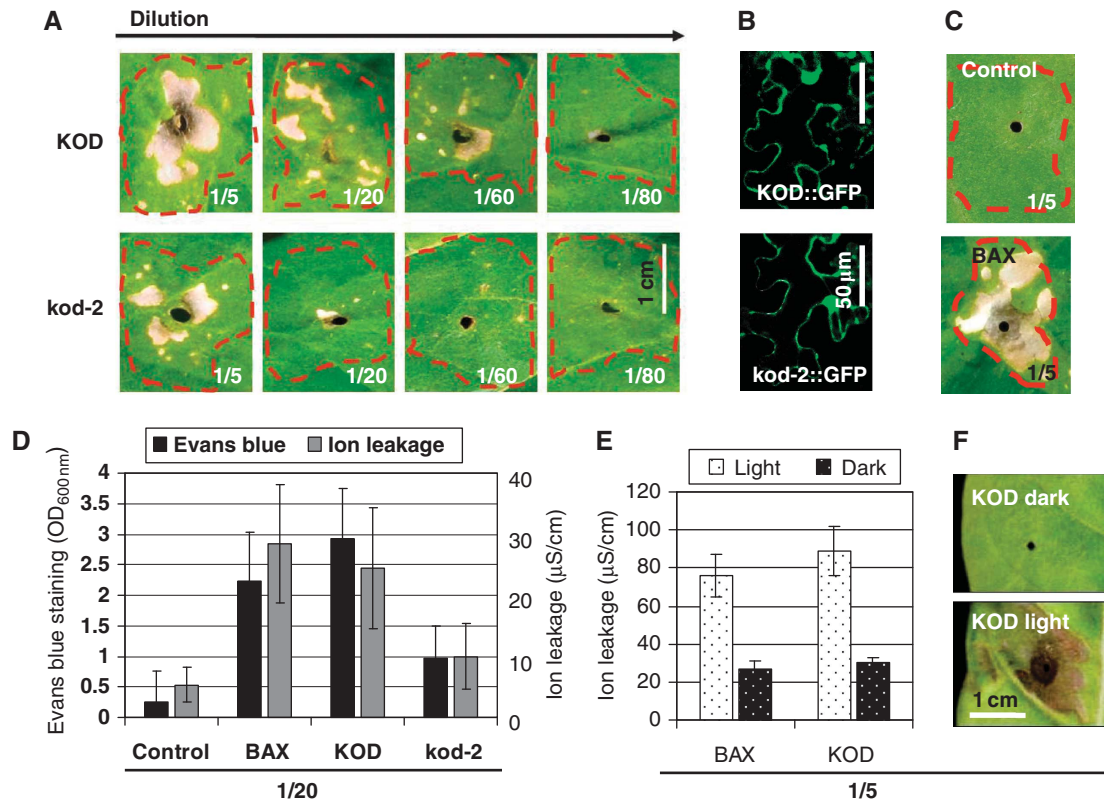 A
Dilution
KOD
1/5
1/20
1/60
1/80
kod-2
1/5
1/20
1/60
1/80
1 cm
B
KOD::GFP
kod-2::GFP
50 μm
C
Control
1/5
BAX
1/5
D
Evans blue Ion leakage
Evans blue staining (OD600 nm)
4
3.5
3
2.5
2
1.5
1
0.5
0
40
30
20
10
0
Ion leakage (μS/cm)
Control BAX KOD kod-2
1/20
E
Light Dark
Ion leakage (μS/cm)
120
100
80
60
40
20
0
BAX KOD
1/5
F
KOD dark
KOD light
1 cm